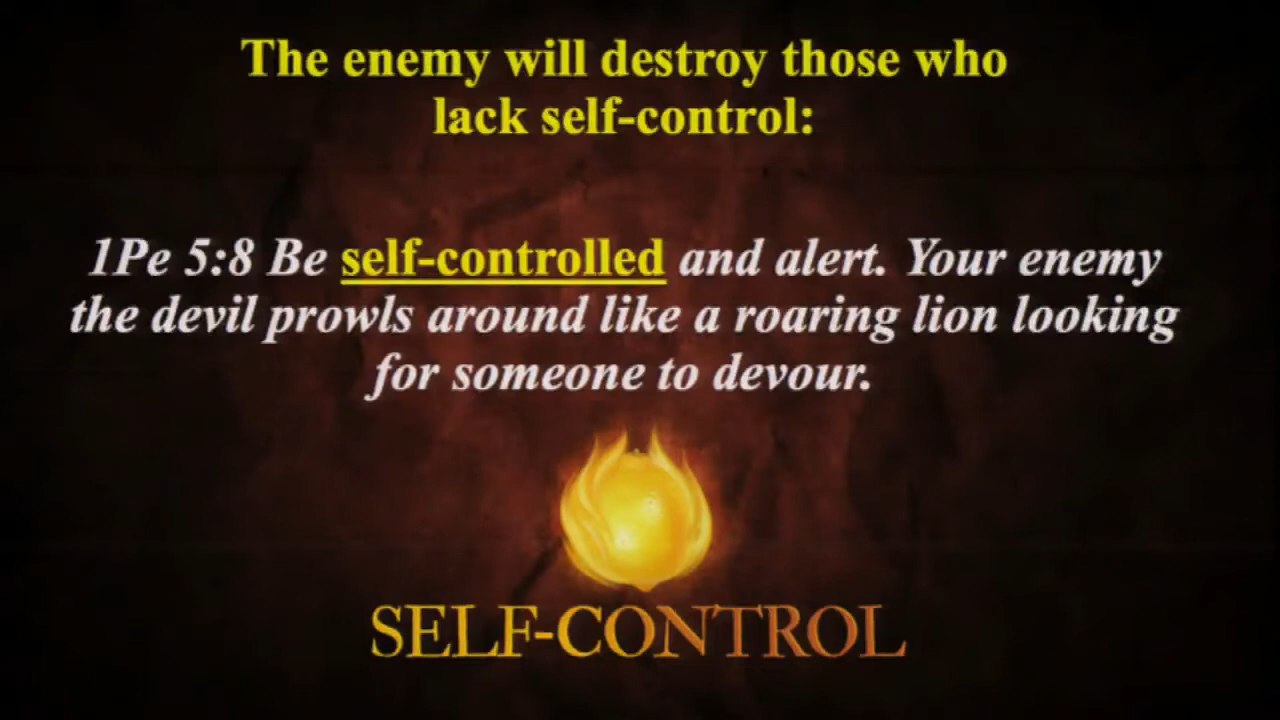 The enemy will destroy those who
lack self-control:
1Pe 5:8 Be self-controlled and alert. Your enemy
the devil prowls around like a roaring lion looking
for someone to devour.
SELF-CONTROL